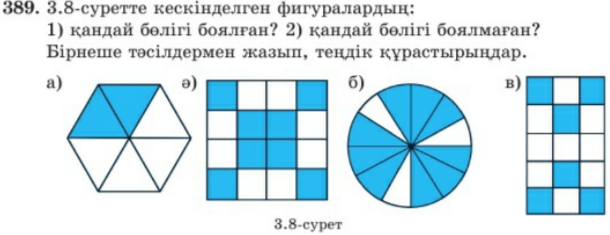 389. 3.8-суретте кескінделген фигуралардың:
1) қандай бөлігі боялған? 2) қандай бөлігі боялмаған?
Бірнеше тәсілдермен жазып, теңдік құрастырыңдар.
а) ә) б) в)
3.8-сурет